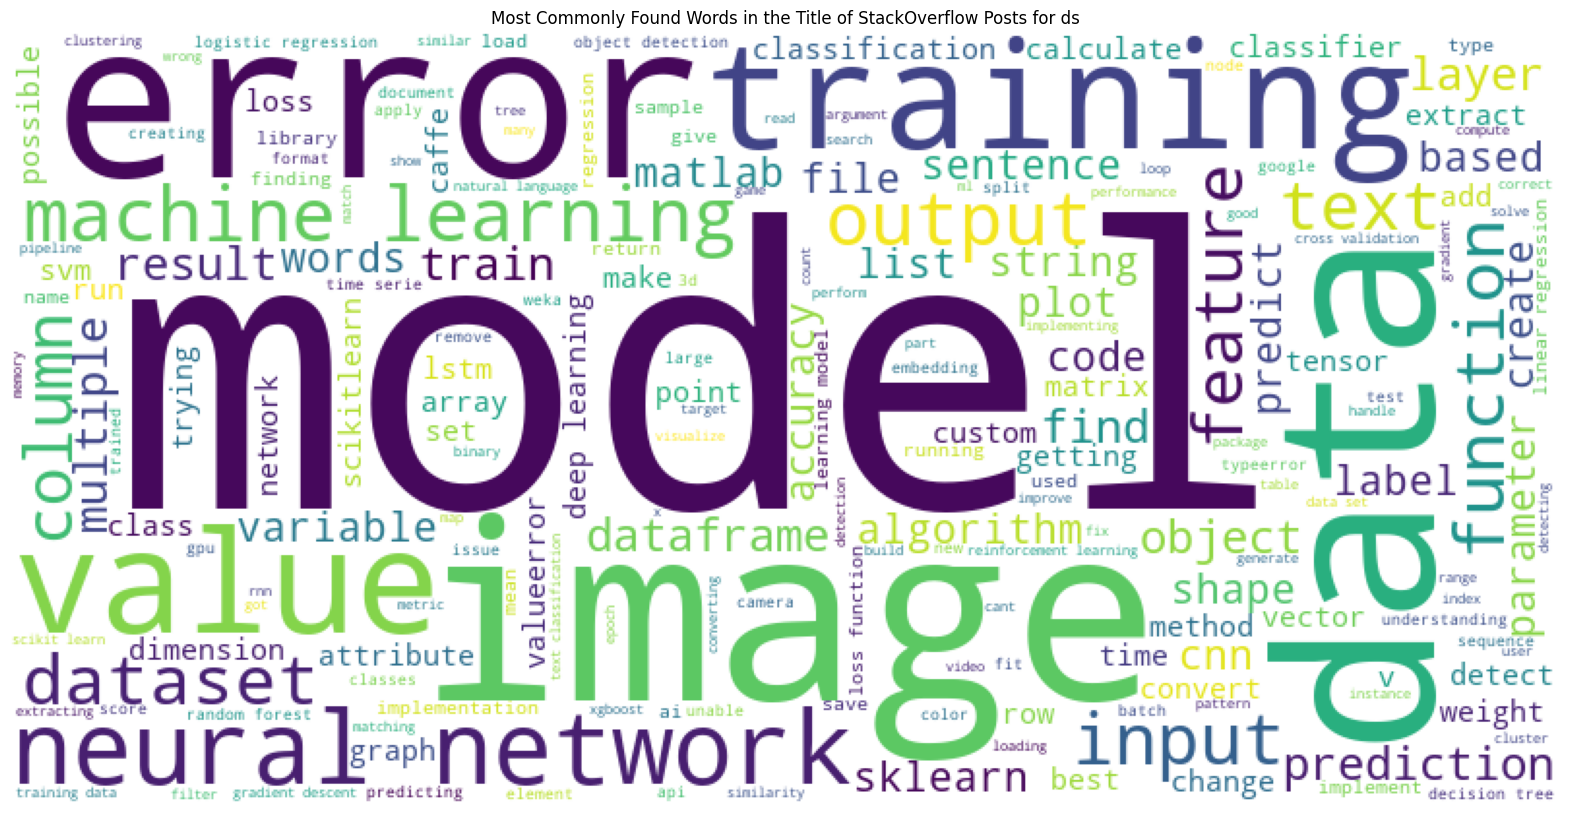 Most Commonly Found Words in the Title of StackOverflow Posts for ds
clustering
logistic regression
similar
load
object detection
classification
calculate
classifier
type
wrong
error
training
node
layer
possible
loss
document
apply
tree
many
regression
sample
give
read
argument
search
extract
compute
creating
library
format
finding
show
caffe
matlab
file
sentence
loop
google
based
natural language
game
ml
split
performance
feature
text
add
correct
solve
machine learning
match
output
good
pipeline
svm
run
name
result
words
train
time serie
return
make
3d
weka
count
perform
list
string
plot
implementing
predict
cross validation
gradient
function
create
linear regression
model
memory
column
multiple
trained
trying
network
scikitlearn
remove
lstm
array
set
binary
deep learning
large
point
target
visualize
accuracy
learning model
part
embedding
code
matrix
custom
find
running
getting
used
improve
data
tensor
test
handle
package
typeerror
table
label
data set
parameter
detecting
class
variable
map
x
dataframe
detection
algorithm
fix
object
gpu
issue
valueerror
build
new
reinforcement learning
generate
value
image
rnn
got
metric
mean
text classification
epoch
converting
camera
loss function
cant
shape
vector
range
index
understanding
scikit learn
dimension
attribute
method
time
cnn
sequence
user
dataset
classes
video
fit
convert
v
instance
detect
extracting
score
random forest
implementation
matching
xgboost
ai
unable
save
color
row
batch
pattern
weight
neural network
graph
loading
input
cluster
prediction
sklearn
best
change
training data
filter
gradient descent
predicting
element
api
similarity
implement
decision tree